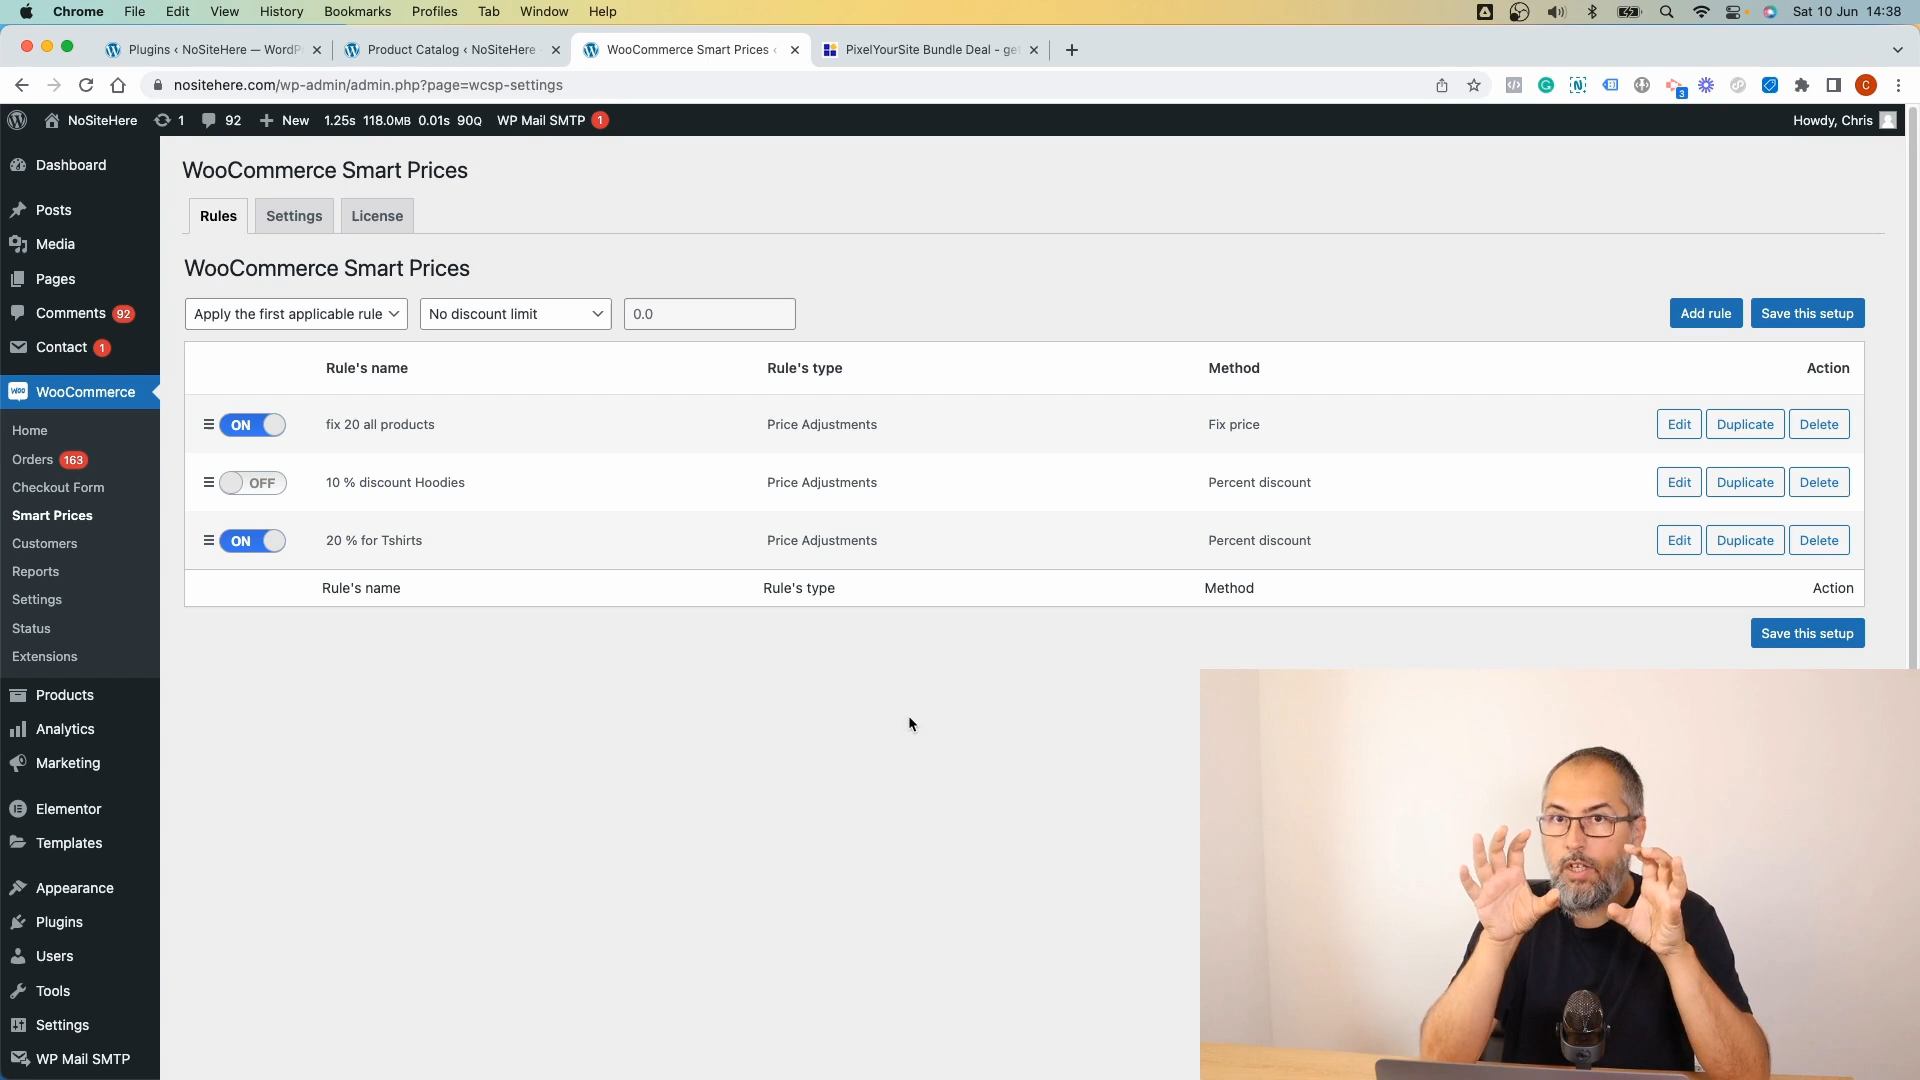 Chrome File Edit View History Bookmarks Profiles Tab Window Help Sat 10 Jun 14:38
Plugins ‹ NoSiteHere — WordP Product Catalog ‹ NoSiteHere WooCommerce Smart Prices ‹ PixelYourSite Bundle Deal - get
nositehere.com/wp-admin/admin.php?page=wcsp-settings 3 C
NoSiteHere 1 92 New 1.25s 118.0MB 0.01s 90Q WP Mail SMTP 1 Howdy, Chris
Dashboard
Posts
Media
Pages
Comments 92
Contact 1
Woo WooCommerce
Home
Orders 163
Checkout Form
Smart Prices
Customers
Reports
Settings
Status
Extensions
Products
Analytics
Marketing
Elementor
Templates
Appearance
Plugins
Users
Tools
Settings
WP Mail SMTP
WooCommerce Smart Prices
Rules Settings License
WooCommerce Smart Prices
Apply the first applicable rule No discount limit 0.0 Add rule Save this setup
Rule's name Rule's type Method Action
ON fix 20 all products Price Adjustments Fix price Edit Duplicate Delete
OFF 10 % discount Hoodies Price Adjustments Percent discount Edit Duplicate Delete
ON 20 % for Tshirts Price Adjustments Percent discount Edit Duplicate Delete
Rule's name Rule's type Method Action
Save this setup